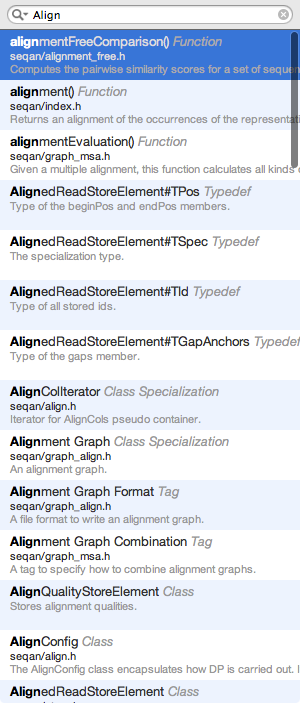 Align
alignmentFreeComparison() Function
seqan/alignment_free.h
Computes the pairwise similarity scores for a set of
alignment() Function
seqan/index.h
Returns an alignment of the occurrences of the
alignmentEvaluation() Function
seqan/graph_msa.h
Given a multiple alignment, this function calculates all kinds
AlignedReadStoreElement#TPos Typedef
Type of the beginPos and endPos members.
AlignedReadStoreElement#TSpec Typedef
The specialization type.
AlignedReadStoreElement#TId Typedef
Type of all stored ids.
AlignedReadStoreElement#TGapAnchors Typedef
Type of the gaps member.
AlignColIterator Class Specialization
seqan/align.h
Iterator for AlignCols pseudo container.
Alignment Graph Class Specialization
seqan/graph_align.h
An alignment graph.
Alignment Graph Format Tag
seqan/graph_align.h
A file format to write an alignment graph.
Alignment Graph Combination Tag
seqan/graph_msa.h
A tag to specify how to combine alignment graphs.
AlignQualityStoreElement Class
Stores alignment qualities.
AlignConfig Class
seqan/align.h
The AlignConfig class encapsulates how DP is carried out.
AlignedReadStoreElement Class